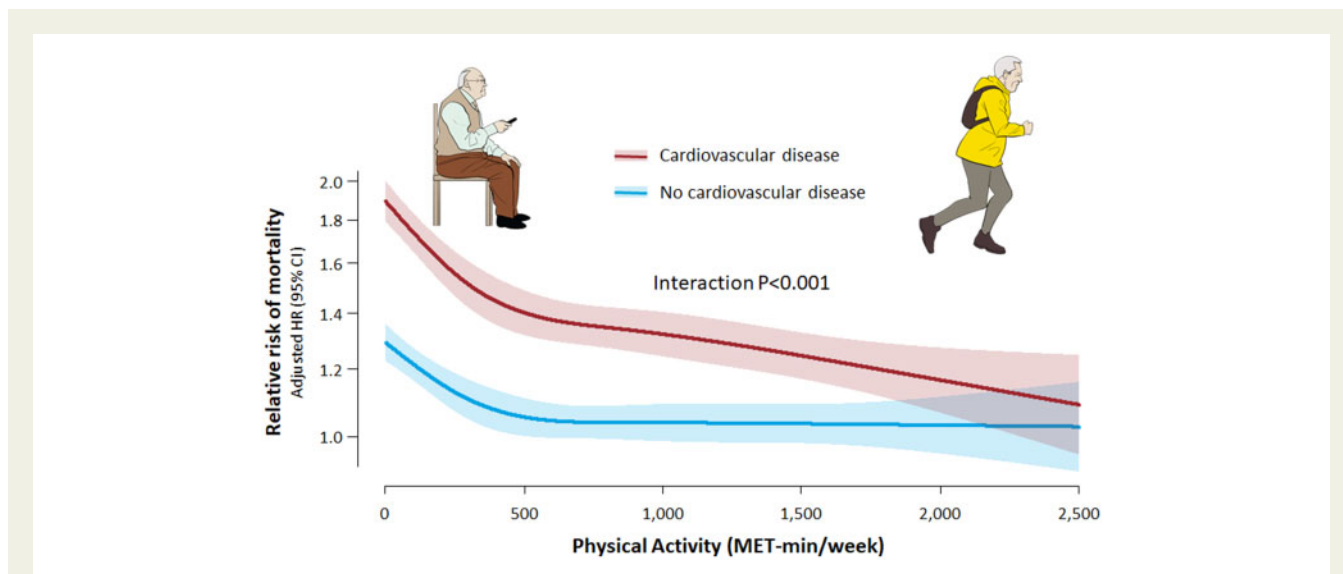 Cardiovascular disease
No cardiovascular disease
Interaction P<0.001
Relative risk of mortality
Adjusted HR (95% CI)
2.0
1.8
1.6
1.4
1.2
1.0
0
500
1,000
1,500
2,000
2,500
Physical Activity (MET-min/week)